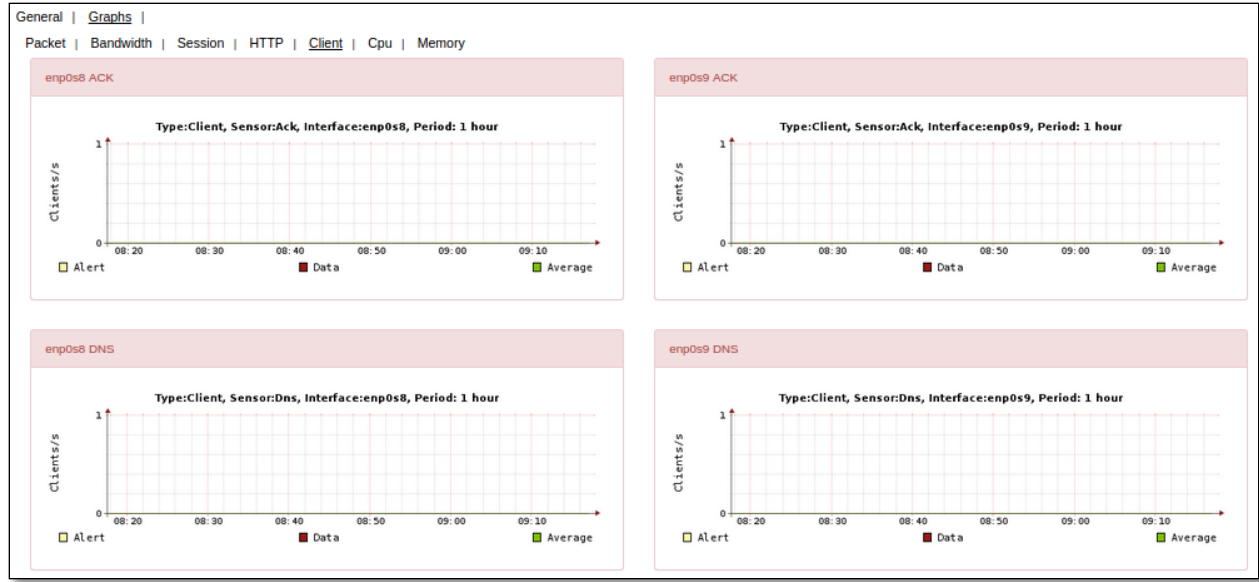 General | Graphs |
Packet | Bandwidth | Session | HTTP | Client | Cpu | Memory
enp0s8 ACK
Type:Client, Sensor:Ack, Interface:enp0s8, Period: 1 hour
Clients/s
1
0
08:20 08:30 08:40 08:50 09:00 09:10
Alert Data Average
enp0s9 ACK
Type:Client, Sensor:Ack, Interface:enp0s9, Period: 1 hour
Clients/s
1
0
08:20 08:30 08:40 08:50 09:00 09:10
Alert Data Average
enp0s8 DNS
Type:Client, Sensor:Dns, Interface:enp0s8, Period: 1 hour
Clients/s
1
0
08:20 08:30 08:40 08:50 09:00 09:10
Alert Data Average
enp0s9 DNS
Type:Client, Sensor:Dns, Interface:enp0s9, Period: 1 hour
Clients/s
1
0
08:20 08:30 08:40 08:50 09:00 09:10
Alert Data Average